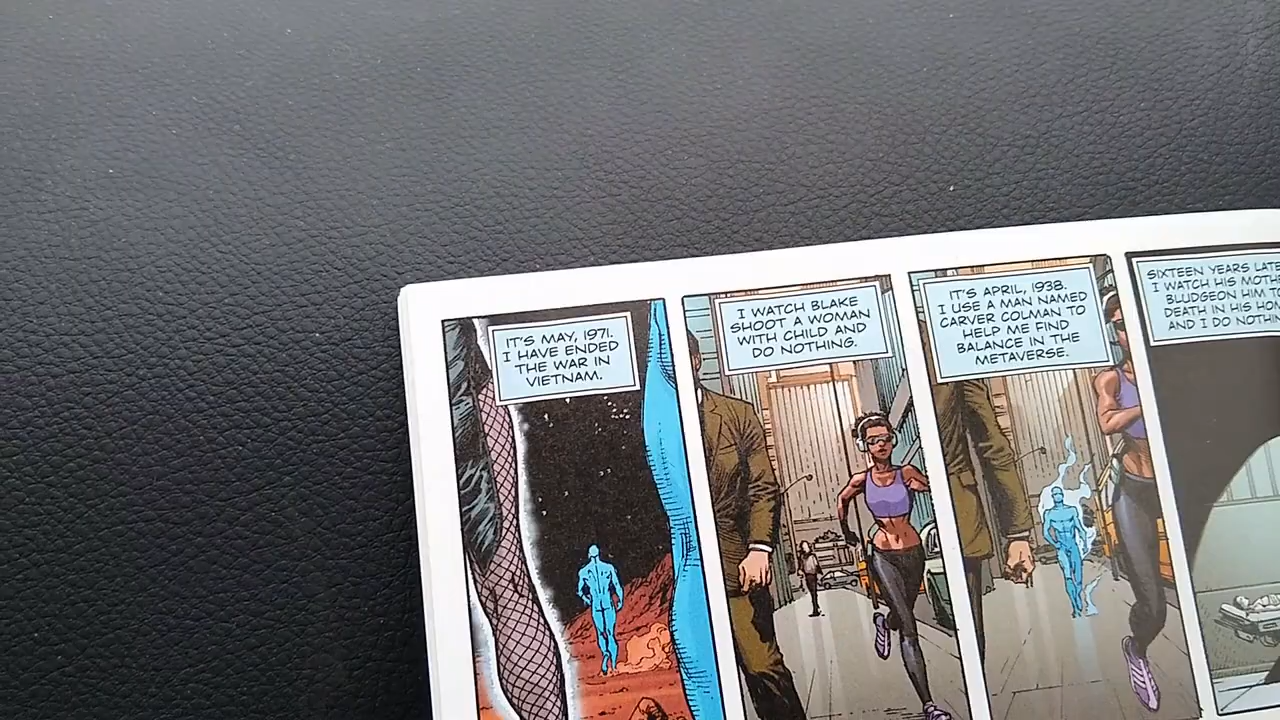 IT'S MAY, 1971.
I HAVE ENDED
THE WAR IN
VIETNAM.
I WATCH BLAKE
SHOOT A WOMAN
WITH CHILD AND
DO NOTHING.
IT'S APRIL, 1938.
I USE A MAN NAMED
CARVER COLMAN TO
HELP ME FIND
BALANCE IN THE
METAVERSE.
SIXTEEN YEARS
I WATCH HIS
BLUDGEON HIM
DEATH IN HIS
AND I DO